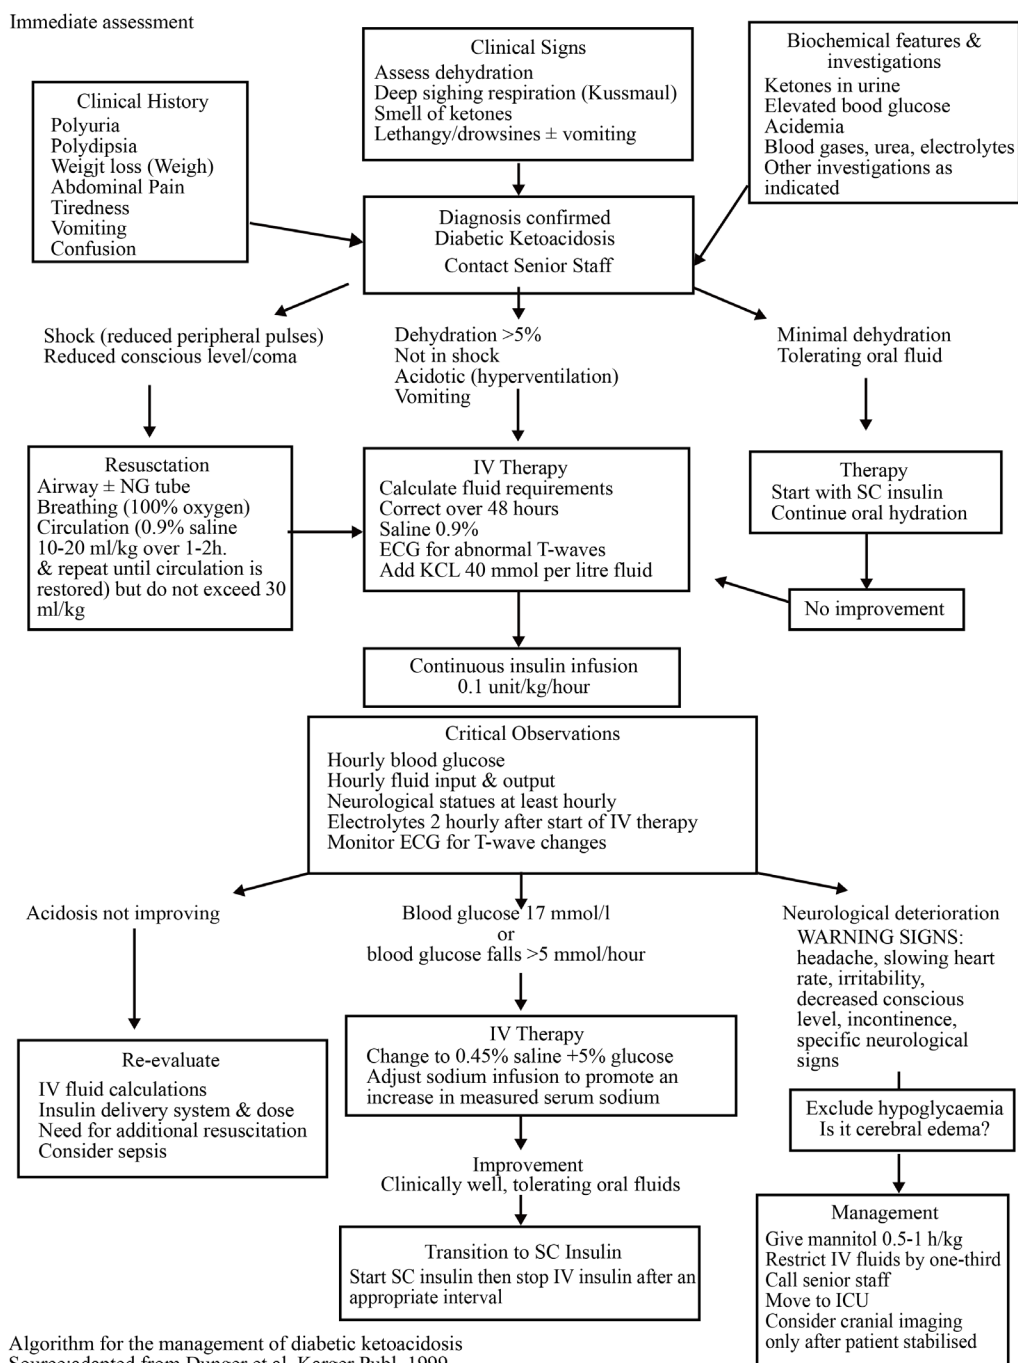 Immediate assessment
Clinical History
Polyuria
Polydipsia
Weigjt loss (Weigh)
Abdominal Pain
Tiredness
Vomiting
Confusion
Clinical Signs
Assess dehydration
Deep sighing respiration (Kussmaul)
Smell of ketones
Lethangy/drowsines ± vomiting
Biochemical features &
investigations
Ketones in urine
Elevated bood glucose
Acidemia
Blood gases, urea, electrolytes
Other investigations as
indicated
Diagnosis confirmed
Diabetic Ketoacidosis
Contact Senior Staff
Shock (reduced peripheral pulses)
Reduced conscious level/coma
Dehydration >5%
Not in shock
Acidotic (hyperventilation)
Vomiting
Minimal dehydration
Tolerating oral fluid
Resusctation
Airway ± NG tube
Breathing (100% oxygen)
Circulation (0.9% saline
10-20 ml/kg over 1-2h.
& repeat until circulation is
restored) but do not exceed 30
ml/kg
IV Therapy
Calculate fluid requirements
Correct over 48 hours
Saline 0.9%
ECG for abnormal T-waves
Add KCL 40 mmol per litre fluid
Therapy
Start with SC insulin
Continue oral hydration
No improvement
Continuous insulin infusion
0.1 unit/kg/hour
Critical Observations
Hourly blood glucose
Hourly fluid input & output
Neurological statues at least hourly
Electrolytes 2 hourly after start of IV therapy
Monitor ECG for T-wave changes
Acidosis not improving
Blood glucose 17 mmol/l
or
blood glucose falls >5 mmol/hour
Neurological deterioration
WARNING SIGNS:
headache, slowing heart
rate, irritability,
decreased conscious
level, incontinence,
specific neurological
signs
Re-evaluate
IV fluid calculations
Insulin delivery system & dose
Need for additional resuscitation
Consider sepsis
IV Therapy
Change to 0.45% saline +5% glucose
Adjust sodium infusion to promote an
increase in measured serum sodium
Exclude hypoglycaemia
Is it cerebral edema?
Improvement
Clinically well, tolerating oral fluids
Transition to SC Insulin
Start SC insulin then stop IV insulin after an
appropriate interval
Management
Give mannitol 0.5-1 h/kg
Restrict IV fluids by one-third
Call senior staff
Move to ICU
Consider cranial imaging
only after patient stabilised
Algorithm for the management of diabetic ketoacidosis
Source:adapted from Dunger et al. Karger Publ. 1999